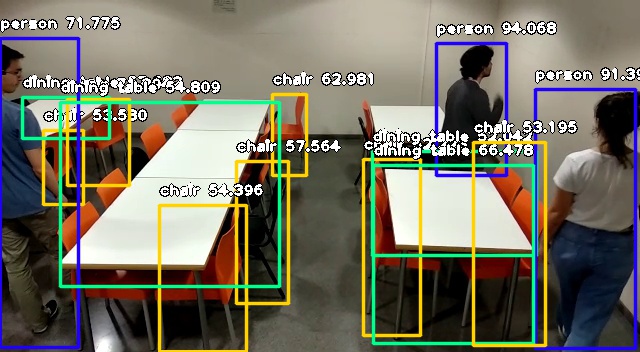 person 71.775
person 94.068
person 91.39
chair 62.981
dining table 54.809
chair 53.530
chair 53.195
dining table 66.478
chair 57.564
chair 54.396